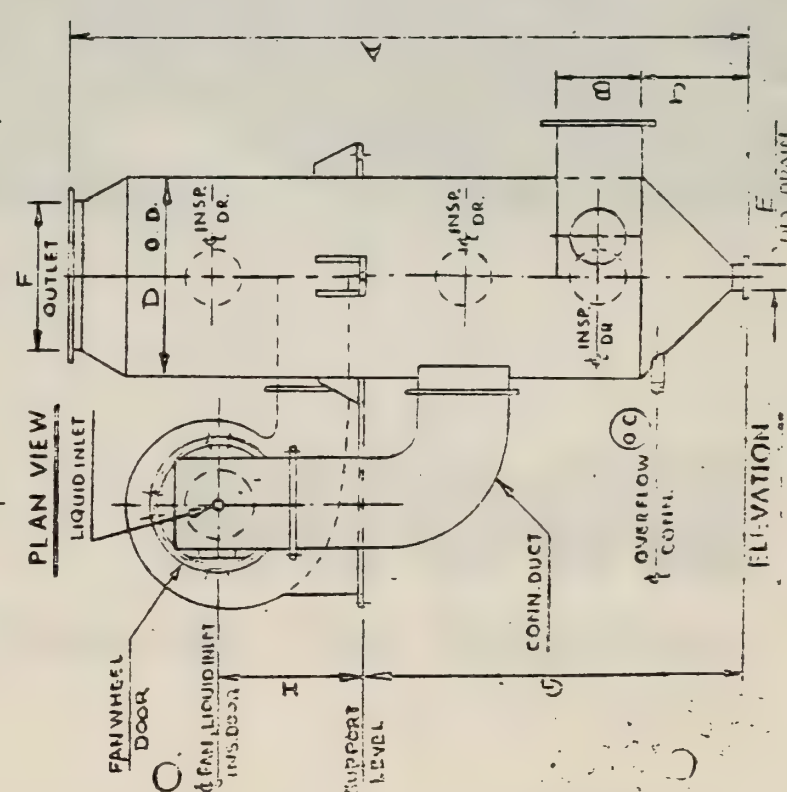 A
F
OUTLET
D O.D.
INSP.
DR.
INSP.
DR.
INSP.
DR
B
E
DRAIN
PLAN VIEW
LIQUID INLET
FAN WHEEL
DOOR
FAN, LIQUID INLET
INS. DOOR
H
SUPPORT
LEVEL
G
CONN. DUCT
OVERFLOW
CONN.
OC
ELEVATION